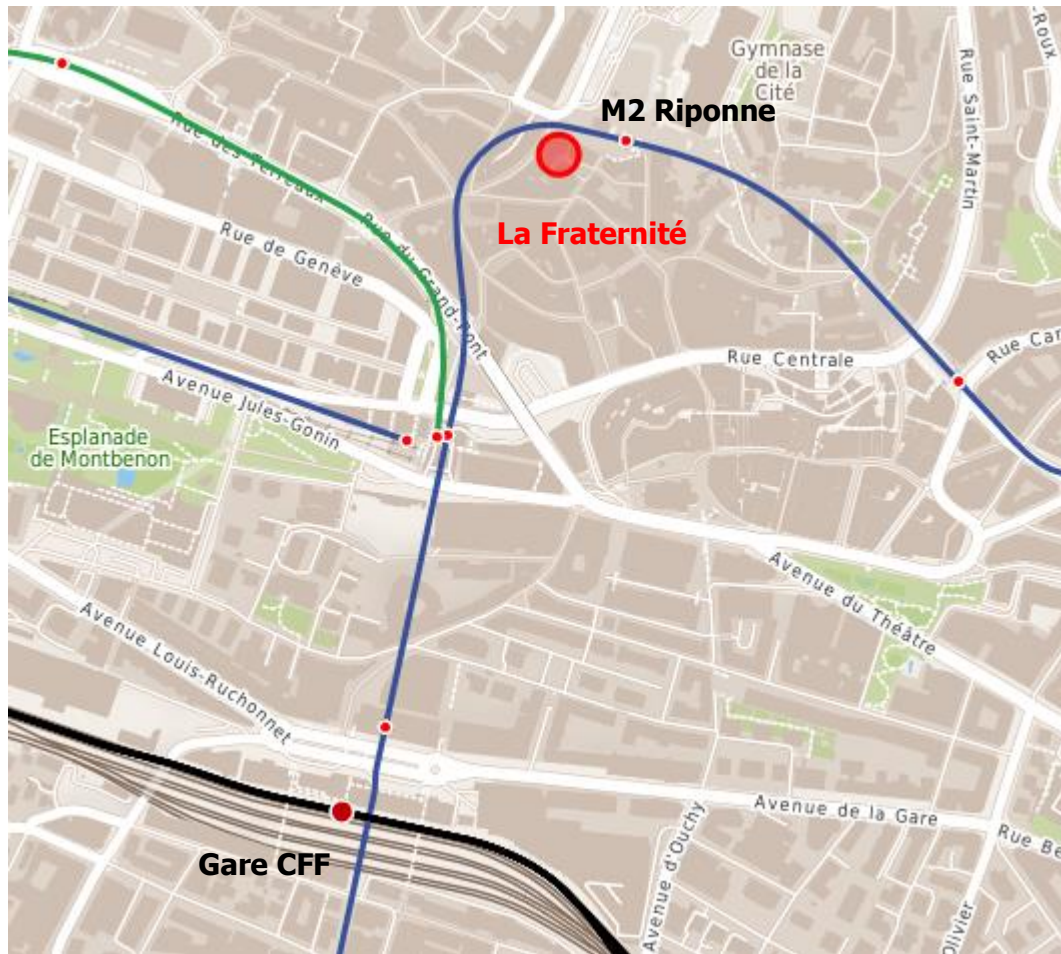 -Roux
Gymnase
de la
Cité
Rue Saint-Martin
M2 Riponne
Rue des Terreaux
La Fraternité
Rue du Grand-Pont
Rue de Genève
Rue Centrale
Rue Car
Avenue Jules-Gonin
Esplanade
de Montbenon
Avenue du Théâtre
Avenue Louis-Ruchonnet
Avenue de la Gare
Rue Be
Avenue d'Ouchy
Gare CFF
Olivier